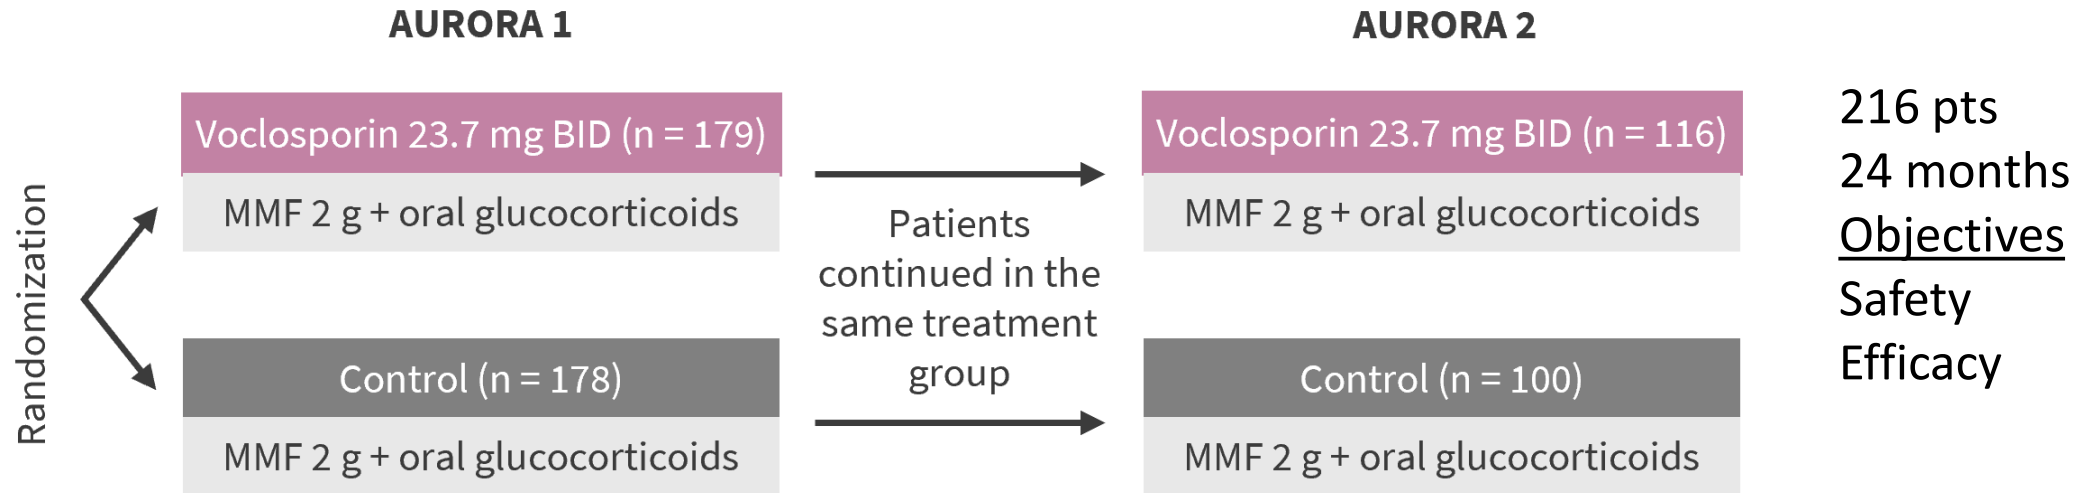 AURORA 1
AURORA 2
Randomization
Voclosporin 23.7 mg BID (n = 179)
MMF 2 g + oral glucocorticoids
Control (n = 178)
MMF 2 g + oral glucocorticoids
Patients
continued in the
same treatment
group
Voclosporin 23.7 mg BID (n = 116)
MMF 2 g + oral glucocorticoids
Control (n = 100)
MMF 2 g + oral glucocorticoids
216 pts
24 months
Objectives
Safety
Efficacy